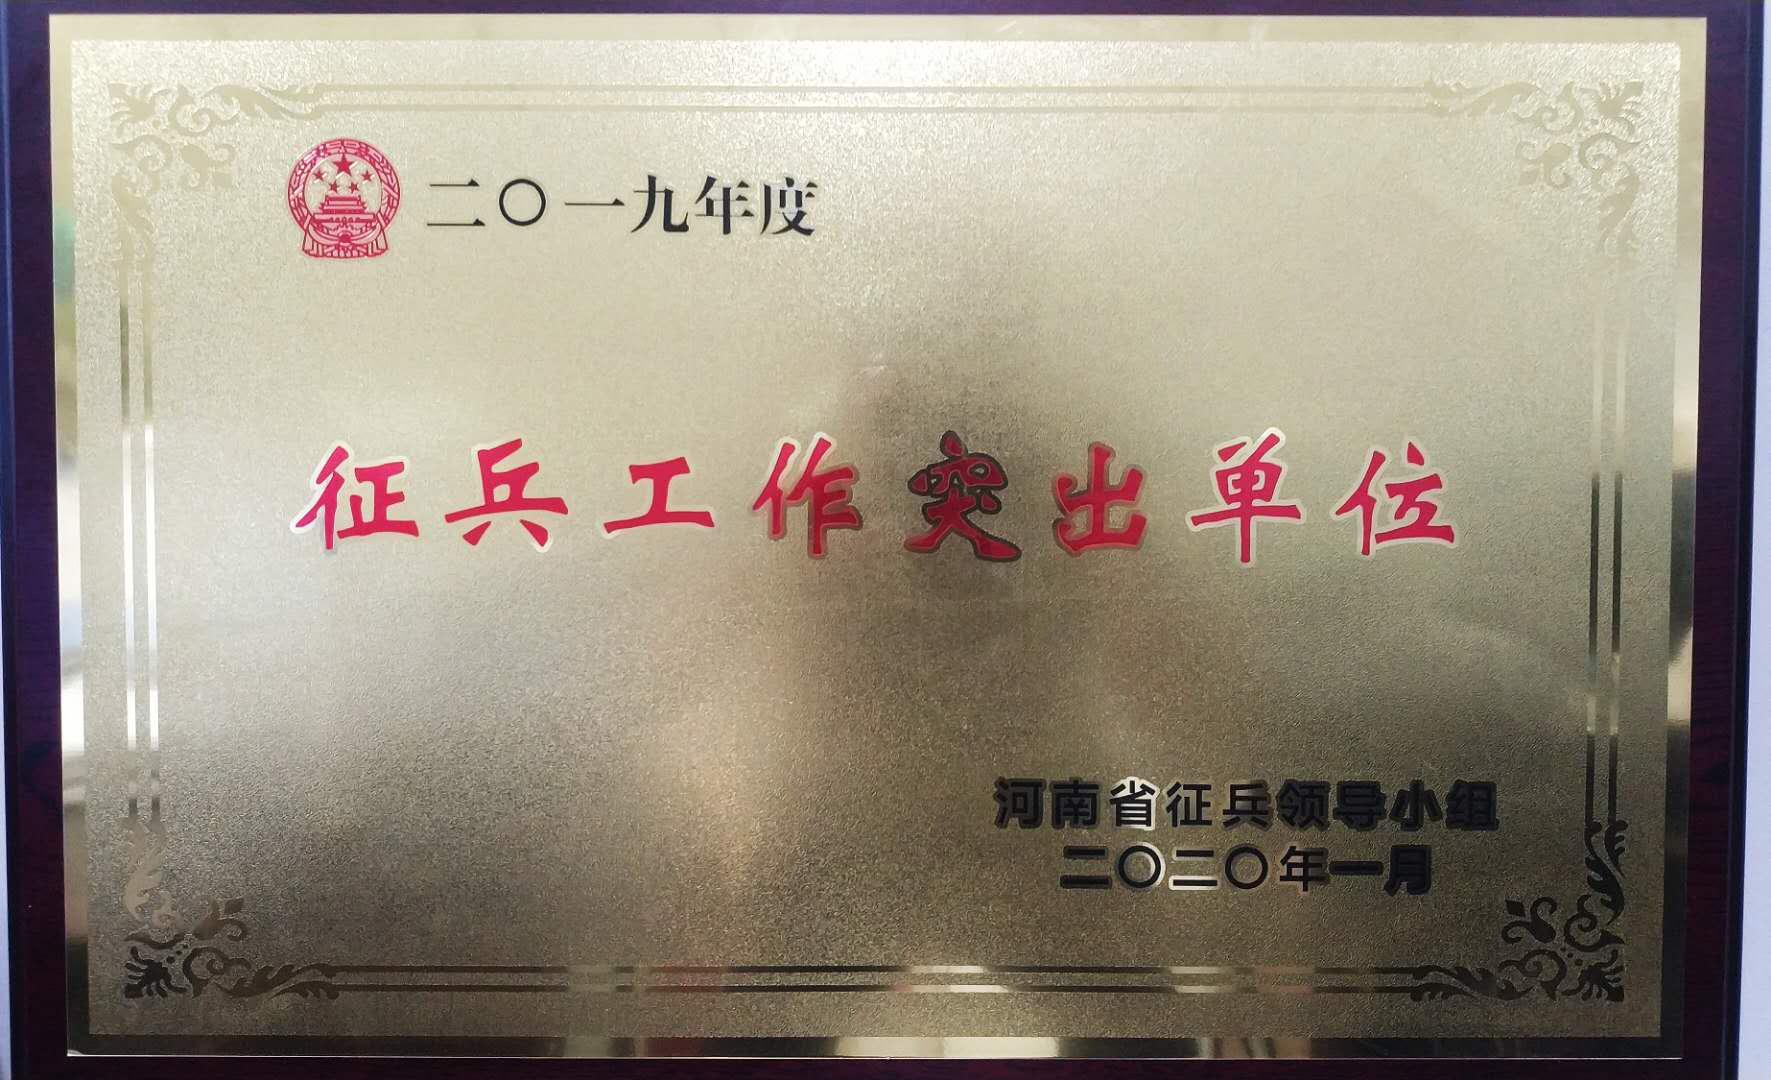 二〇一九年度
征兵工作突出单位
河南省征兵领导小组
二〇二〇年一月